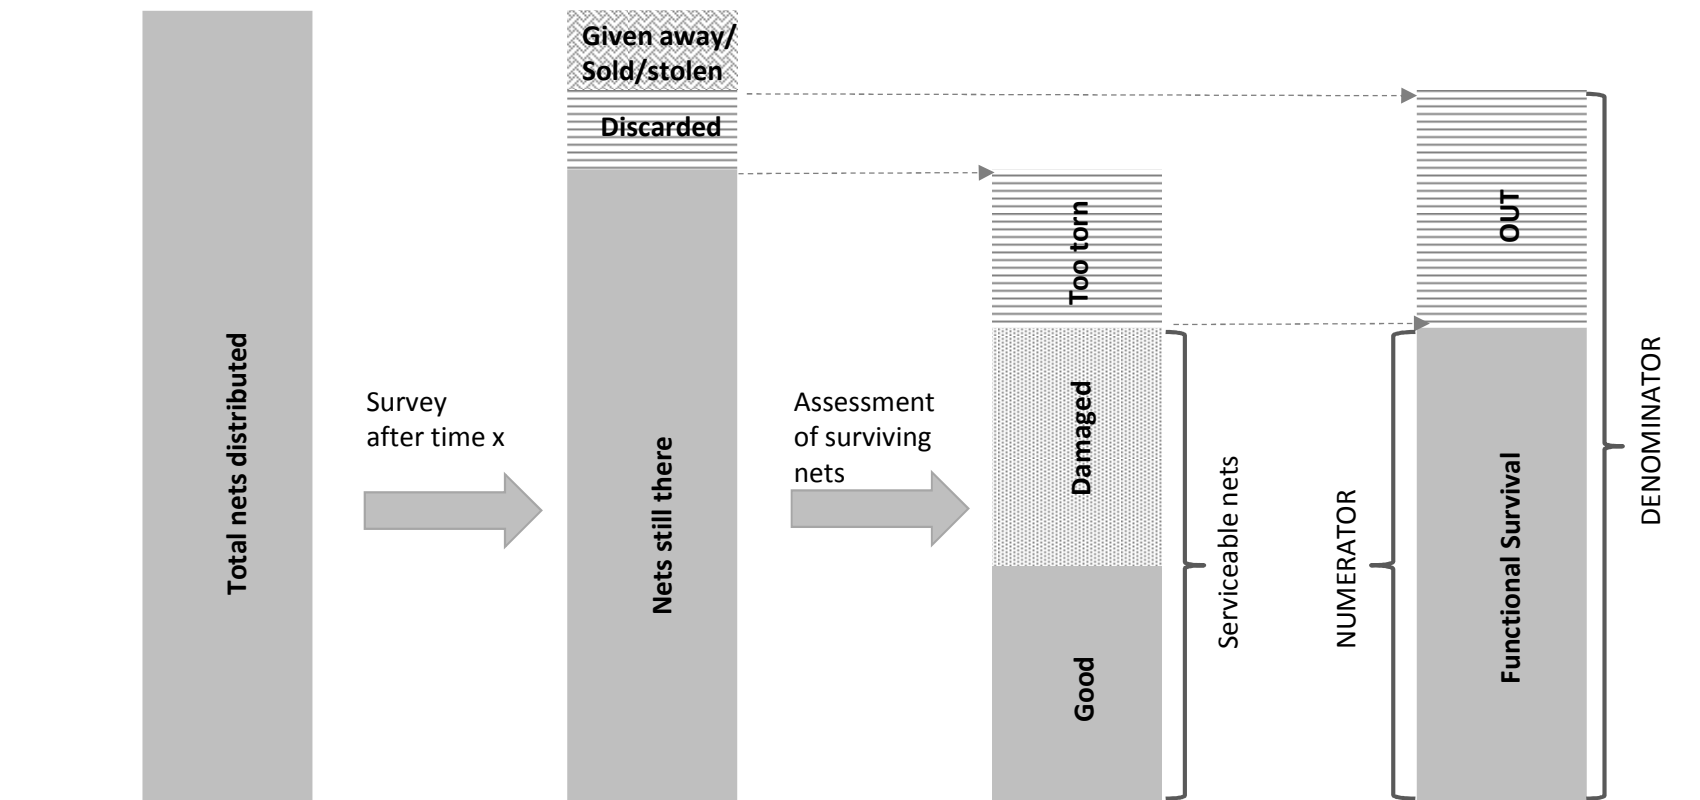 Total nets distributed
Survey
after time x
Given away/
Sold/stolen
Discarded
Nets still there
Assessment
of surviving
nets
Too torn
Damaged
Good
Serviceable nets
NUMERATOR
OUT
Functional Survival
DENOMINATOR